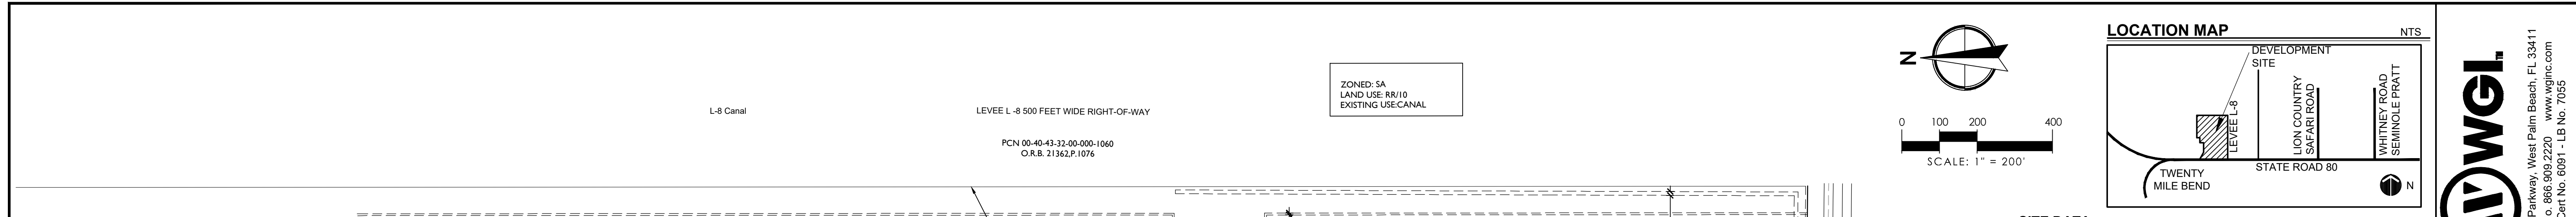 L-8 Canal
LEVEE L -8 500 FEET WIDE RIGHT-OF-WAY
PCN 00-40-43-32-00-000-1060
O.R.B. 21362,P.1076
ZONED: SA
LAND USE: RR/10
EXISTING USE:CANAL
N
0 100 200 400
SCALE: 1" = 200'
LOCATION MAP NTS
DEVELOPMENT
SITE
LEVEE L-8
LION COUNTRY
SAFARI ROAD
WHITNEY ROAD
SEMINOLE PRATT
STATE ROAD 80
TWENTY
MILE BEND
N
WGI
TM
Parkway, West Palm Beach, FL 33411
o. 866.909.2220 www.wginc.com
Cert No. 6091 - LB No. 7055